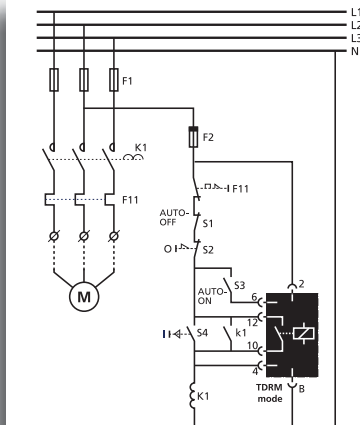 L1
L2
L3
N
F1
K1
F2
F11
F11
AUTO-
OFF
S1
O
S2
S3
AUTO-
ON
6
2
12
I
S4
k1
10
4
M
K1
TDRM
mode
B